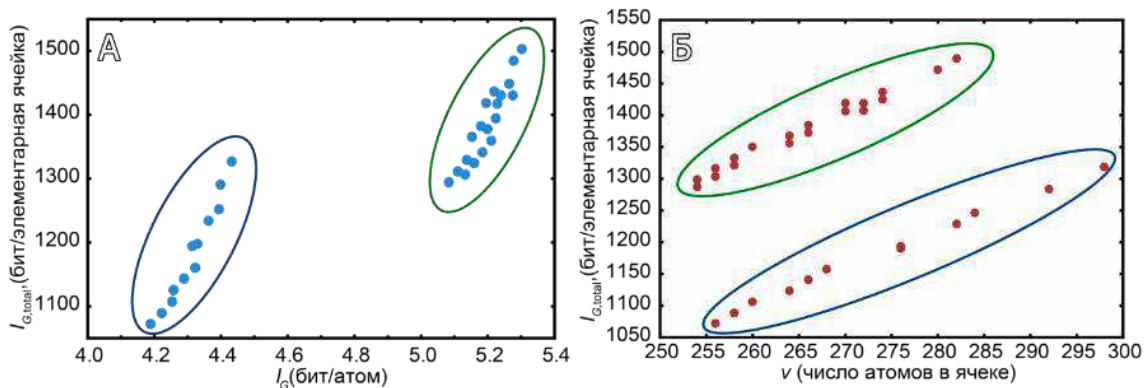 А
I_G,total,(бит/элементарная ячейка)
1500
1400
1300
1200
1100
4.0 4.2 4.4 4.6 4.8 5.0 5.2 5.4
I_G(бит/атом)
Б
I_G,total,(бит/элементарная ячейка)
1550
1500
1450
1400
1350
1300
1250
1200
1150
1100
1050
250 255 260 265 270 275 280 285 290 295 300
v (число атомов в ячеке)